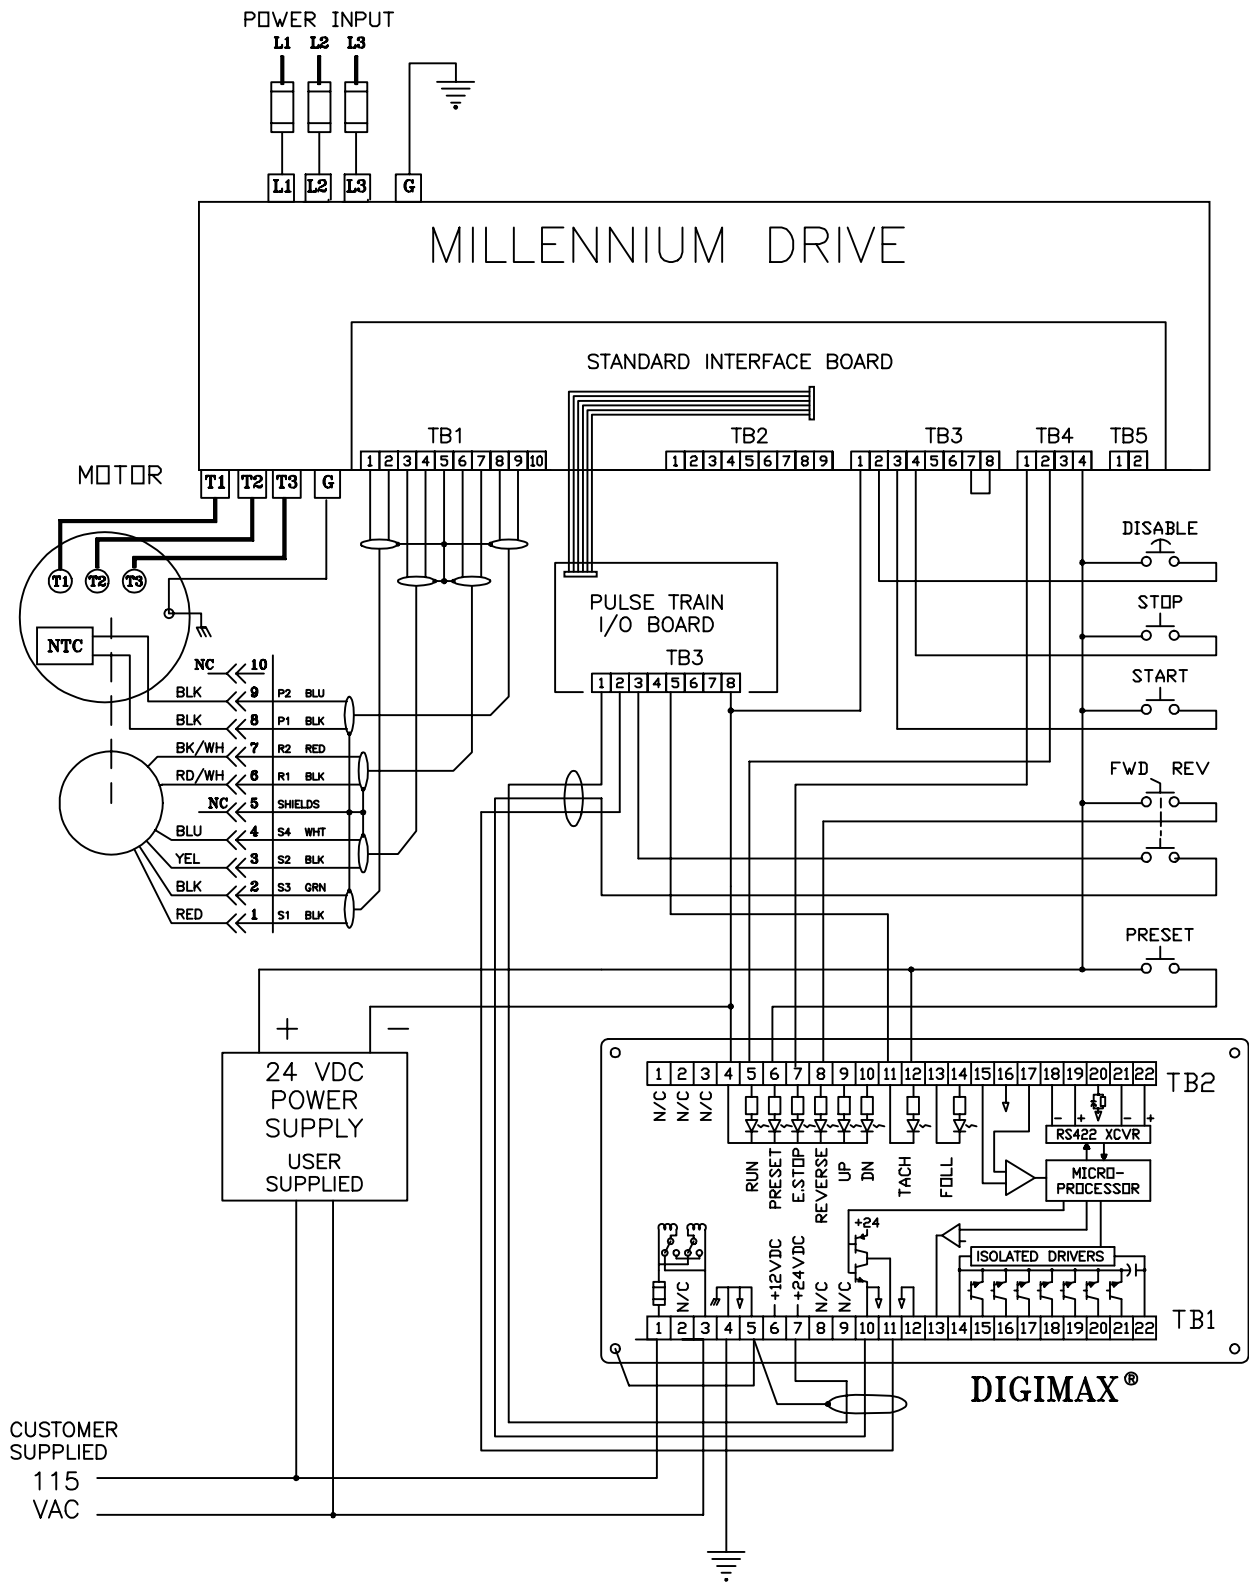 POWER INPUT
L1 L2 L3
L1 L2 L3 G
MILLENNIUM DRIVE
STANDARD INTERFACE BOARD
TB1 TB2 TB3 TB4 TB5
1 2 3 4 5 6 7 8 9 10
1 2 3 4 5 6 7 8 9
1 2 3 4 5 6 7 8
1 2 3 4
1 2
MOTOR
T1 T2 T3 G
T1 T2 T3
NTC
DISABLE
STOP
START
FWD REV
PRESET
PULSE TRAIN
I/O BOARD
TB3
1 2 3 4 5 6 7 8
NC 10
BLK 9 P2 BLU
BLK 8 P1 BLK
BK/WH 7 R2 RED
RD/WH 6 R1 BLK
NC 5 SHIELDS
BLU 4 S4 WHT
YEL 3 S2 BLK
BLK 2 S3 GRN
RED 1 S1 BLK
+ −
24 VDC
POWER
SUPPLY
USER
SUPPLIED
1 2 3 4 5 6 7 8 9 10 11 12 13 14 15 16 17 18 19 20 21 22
TB2
N/C N/C N/C
− + − +
RS422 XCVR
RUN PRESET E.STOP REVERSE UP DN TACH FOLL
MICRO-
PROCESSOR
+24
ISOLATED DRIVERS
N/C +12VDC +24VDC N/C N/C
1 2 3 4 5 6 7 8 9 10 11 12 13 14 15 16 17 18 19 20 21 22
TB1
DIGIMAX®
CUSTOMER
SUPPLIED
115
VAC